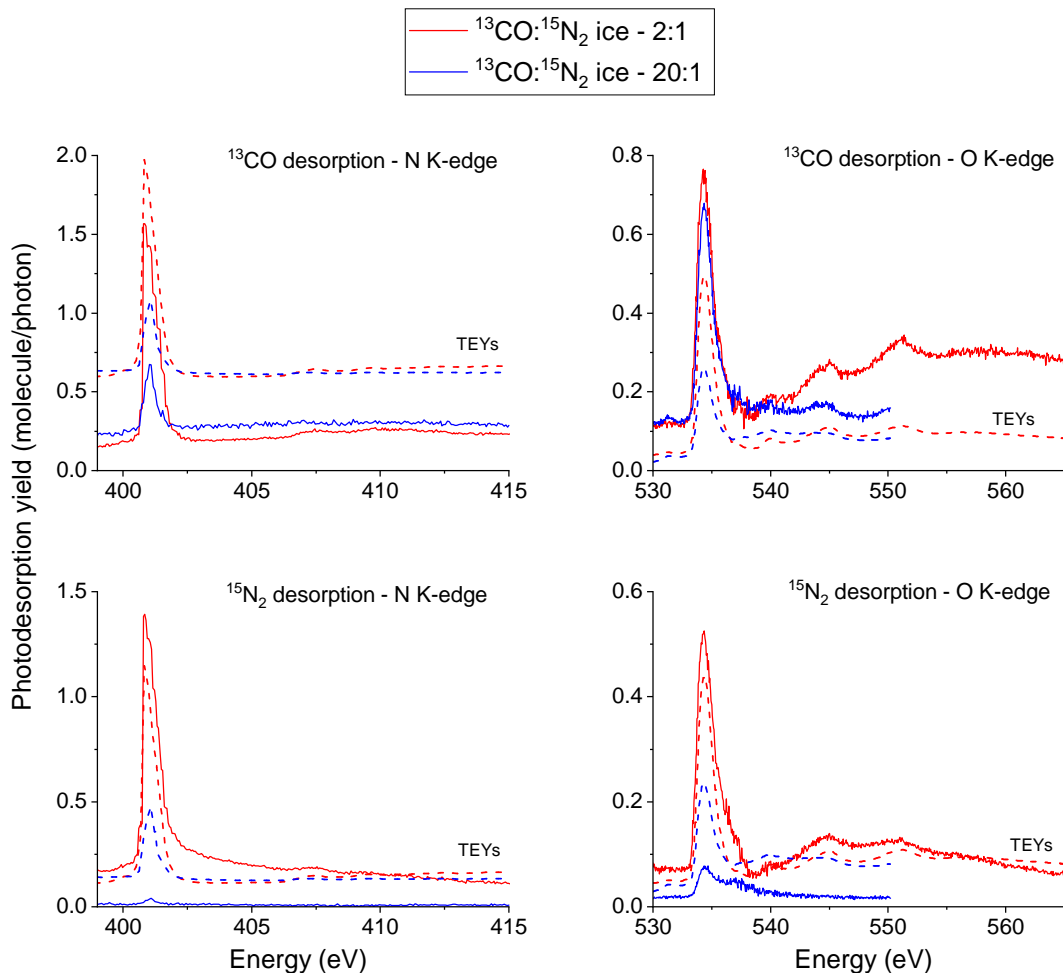 ¹³CO:¹⁵N₂ ice - 2:1
¹³CO:¹⁵N₂ ice - 20:1
Photodesorption yield (molecule/photon)
¹³CO desorption - N K-edge
2.0
1.5
1.0
0.5
0.0
TEYs
400 405 410 415
¹³CO desorption - O K-edge
0.8
0.6
0.4
0.2
0.0
TEYs
530 540 550 560
¹⁵N₂ desorption - N K-edge
1.5
1.0
0.5
0.0
TEYs
400 405 410 415
Energy (eV)
¹⁵N₂ desorption - O K-edge
0.6
0.4
0.2
0.0
TEYs
530 540 550 560
Energy (eV)